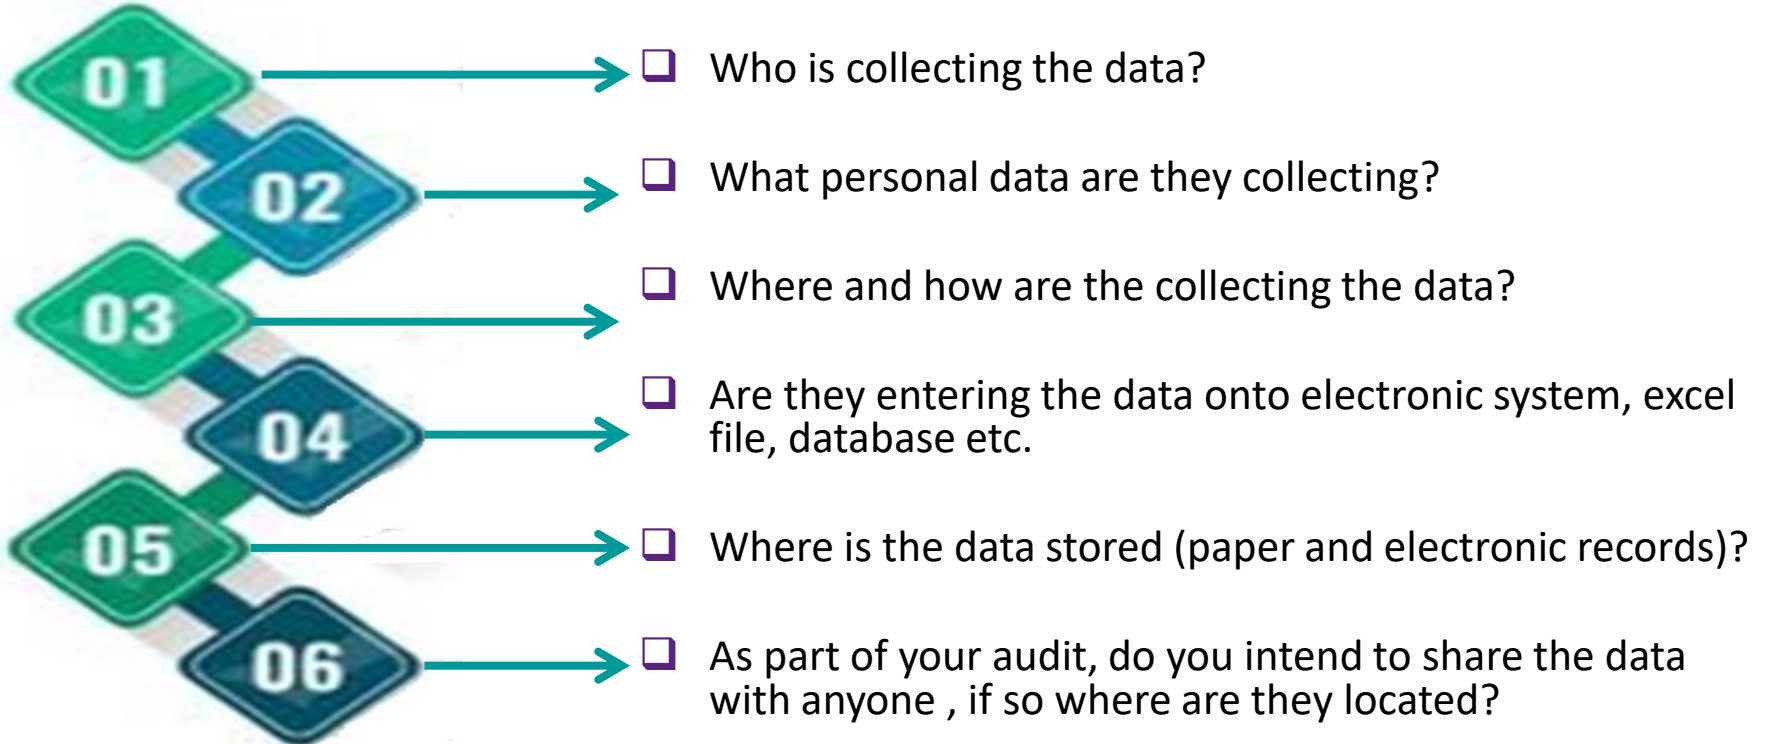 01
Who is collecting the data?
02
What personal data are they collecting?
03
Where and how are the collecting the data?
04
Are they entering the data onto electronic system, excel
file, database etc.
05
Where is the data stored (paper and electronic records)?
06
As part of your audit, do you intend to share the data
with anyone , if so where are they located?